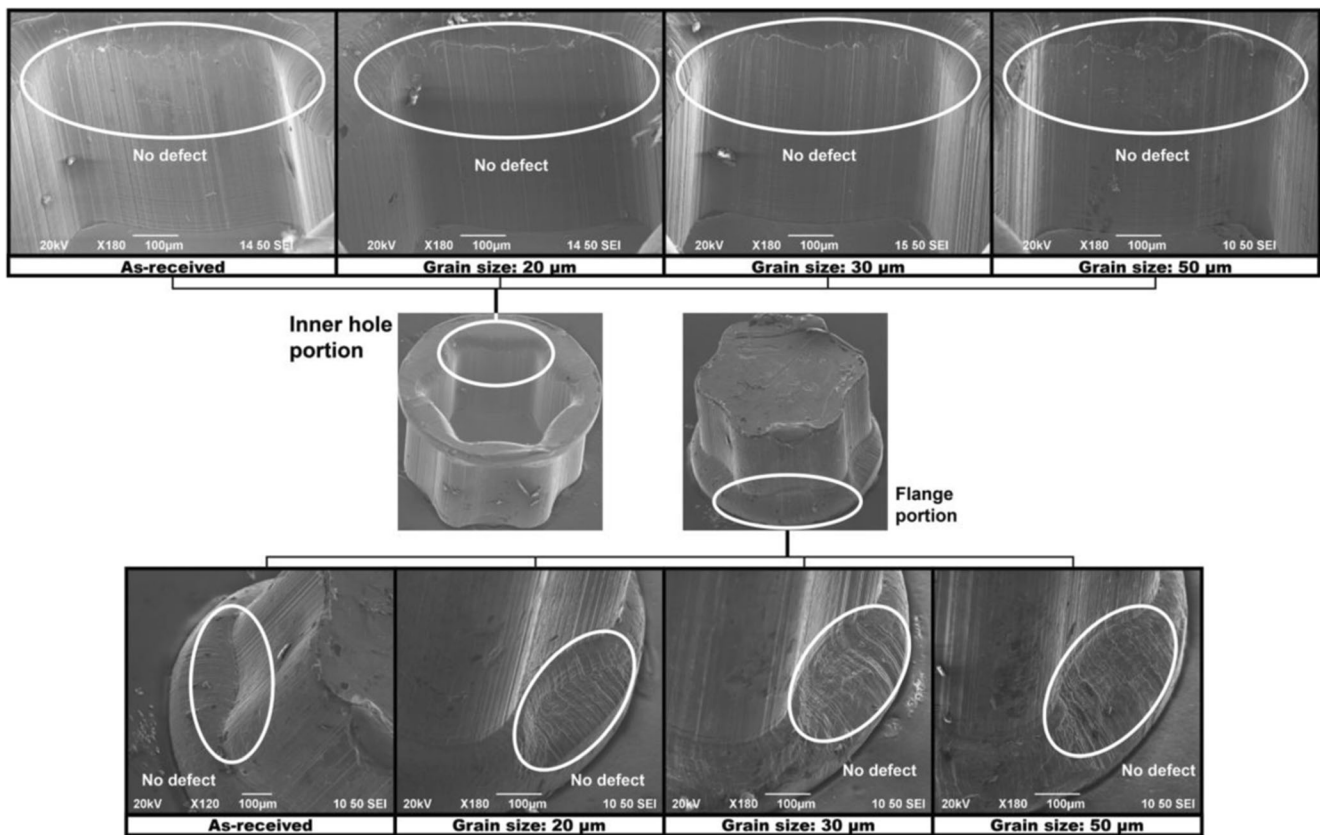 No defect
No defect
No defect
No defect
20kV X180 100µm 14 50 SEI
20kV X180 100µm 14 50 SEI
20kV X180 100µm 15 50 SEI
20kV X180 100µm 10 50 SEI
As-received
Grain size: 20 µm
Grain size: 30 µm
Grain size: 50 µm
Inner hole
portion
Flange
portion
No defect
No defect
No defect
No defect
20kV X120 100µm 10 50 SEI
20kV X180 100µm 10 50 SEI
20kV X180 100µm 10 50 SEI
20kV X180 100µm 10 50 SEI
As-received
Grain size: 20 µm
Grain size: 30 µm
Grain size: 50 µm